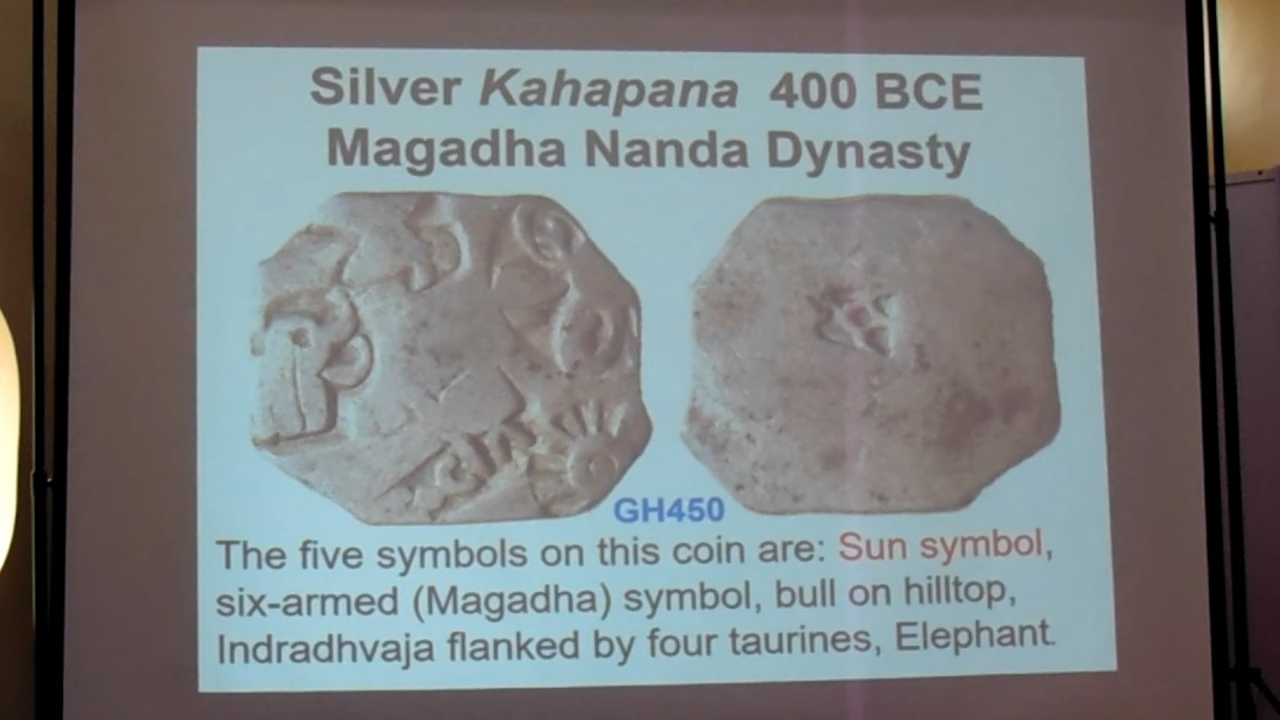 Silver Kahapana 400 BCE
Magadha Nanda Dynasty
GH450
The five symbols on this coin are: Sun symbol,
six-armed (Magadha) symbol, bull on hilltop,
Indradhvaja flanked by four taurines, Elephant.